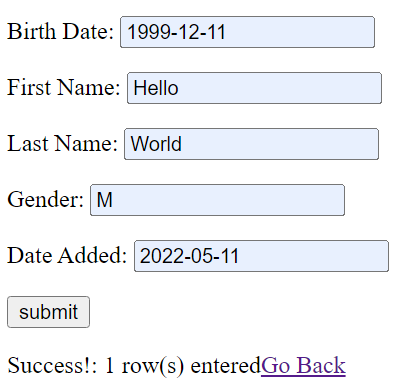 Birth Date: 1999-12-11
First Name: Hello
Last Name: World
Gender: M
Date Added: 2022-05-11
submit
Success!: 1 row(s) enteredGo Back